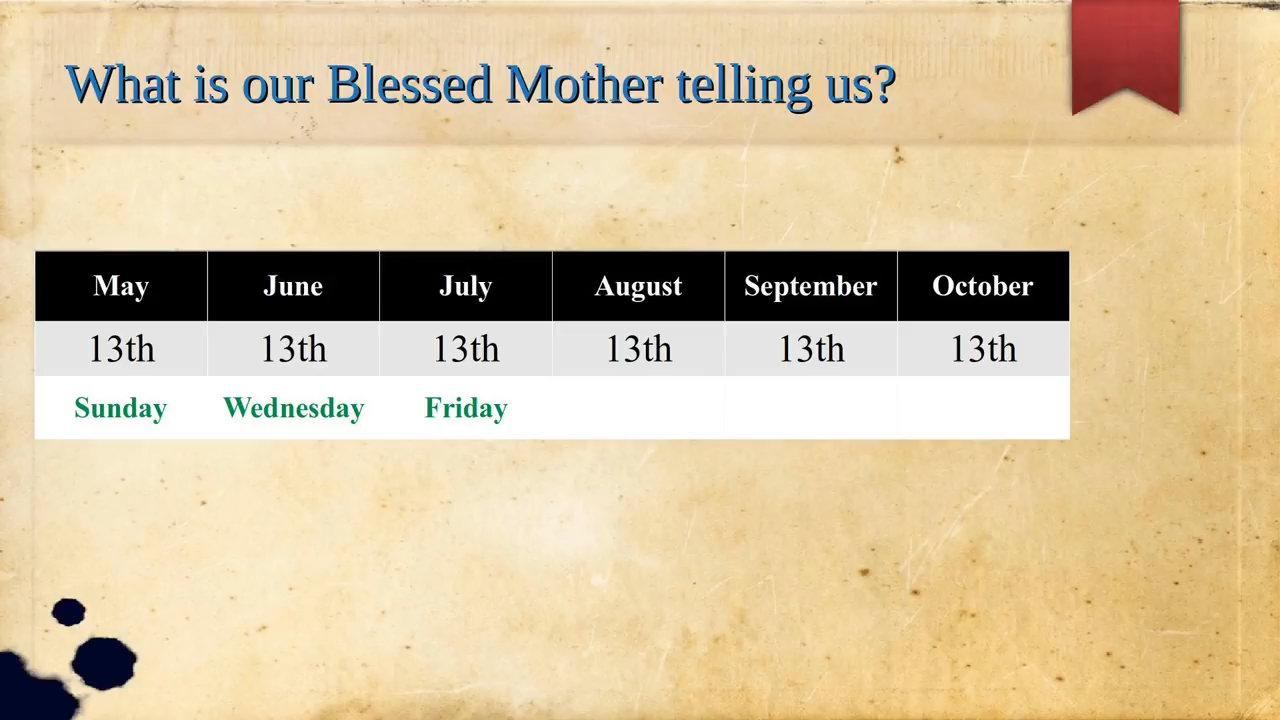 What is our Blessed Mother telling us?
May June July August September October
13th 13th 13th 13th 13th 13th
Sunday Wednesday Friday